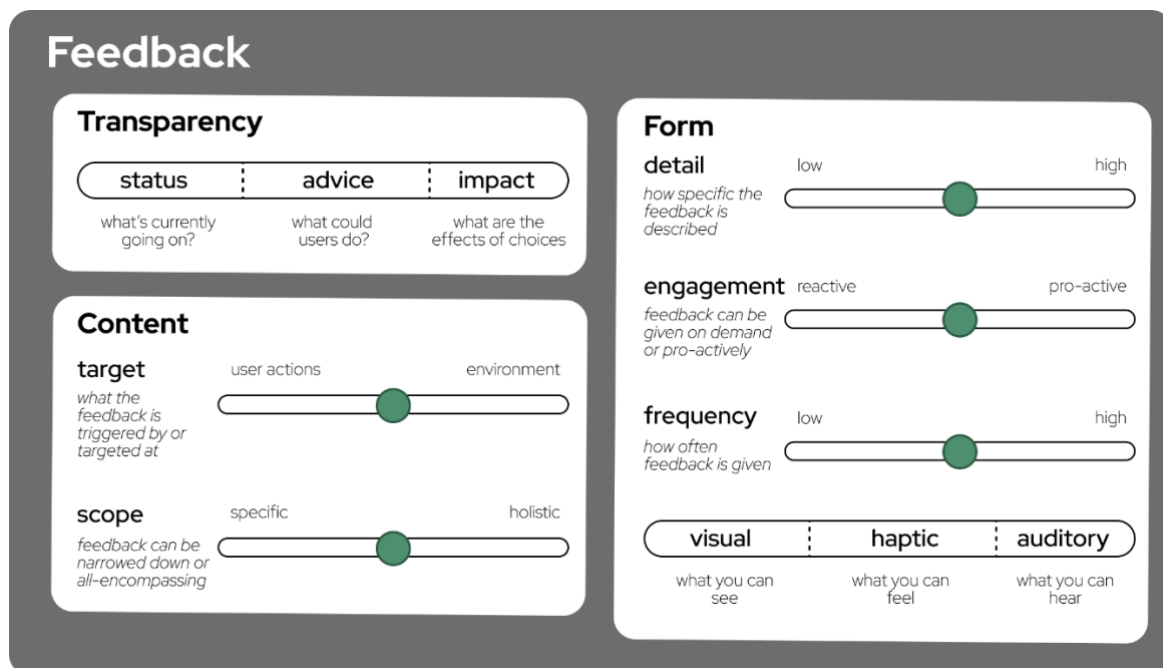 Feedback
Transparency
status
advice
impact
what's currently
going on?
what could
users do?
what are the
effects of choices
Content
target
user actions
environment
what the
feedback is
triggered by or
targeted at
scope
specific
holistic
feedback can be
narrowed down or
all-encompassing
Form
detail
low
high
how specific the
feedback is
described
engagement
reactive
pro-active
feedback can be
given on demand
or pro-actively
frequency
low
high
how often
feedback is given
visual
haptic
auditory
what you can
see
what you can
feel
what you can
hear